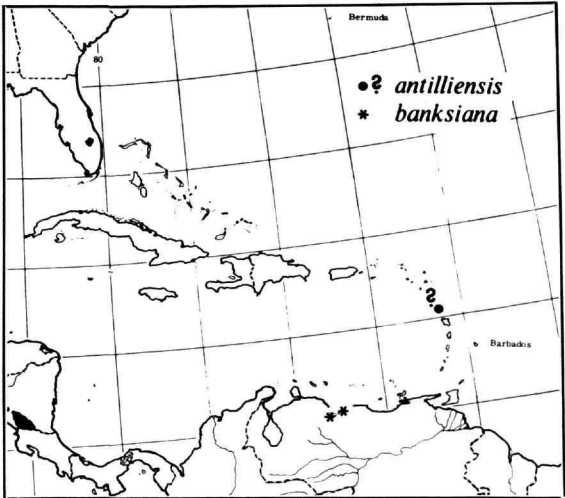 Bermuda
80
? antilliensis
* banksiana
?
Barbados